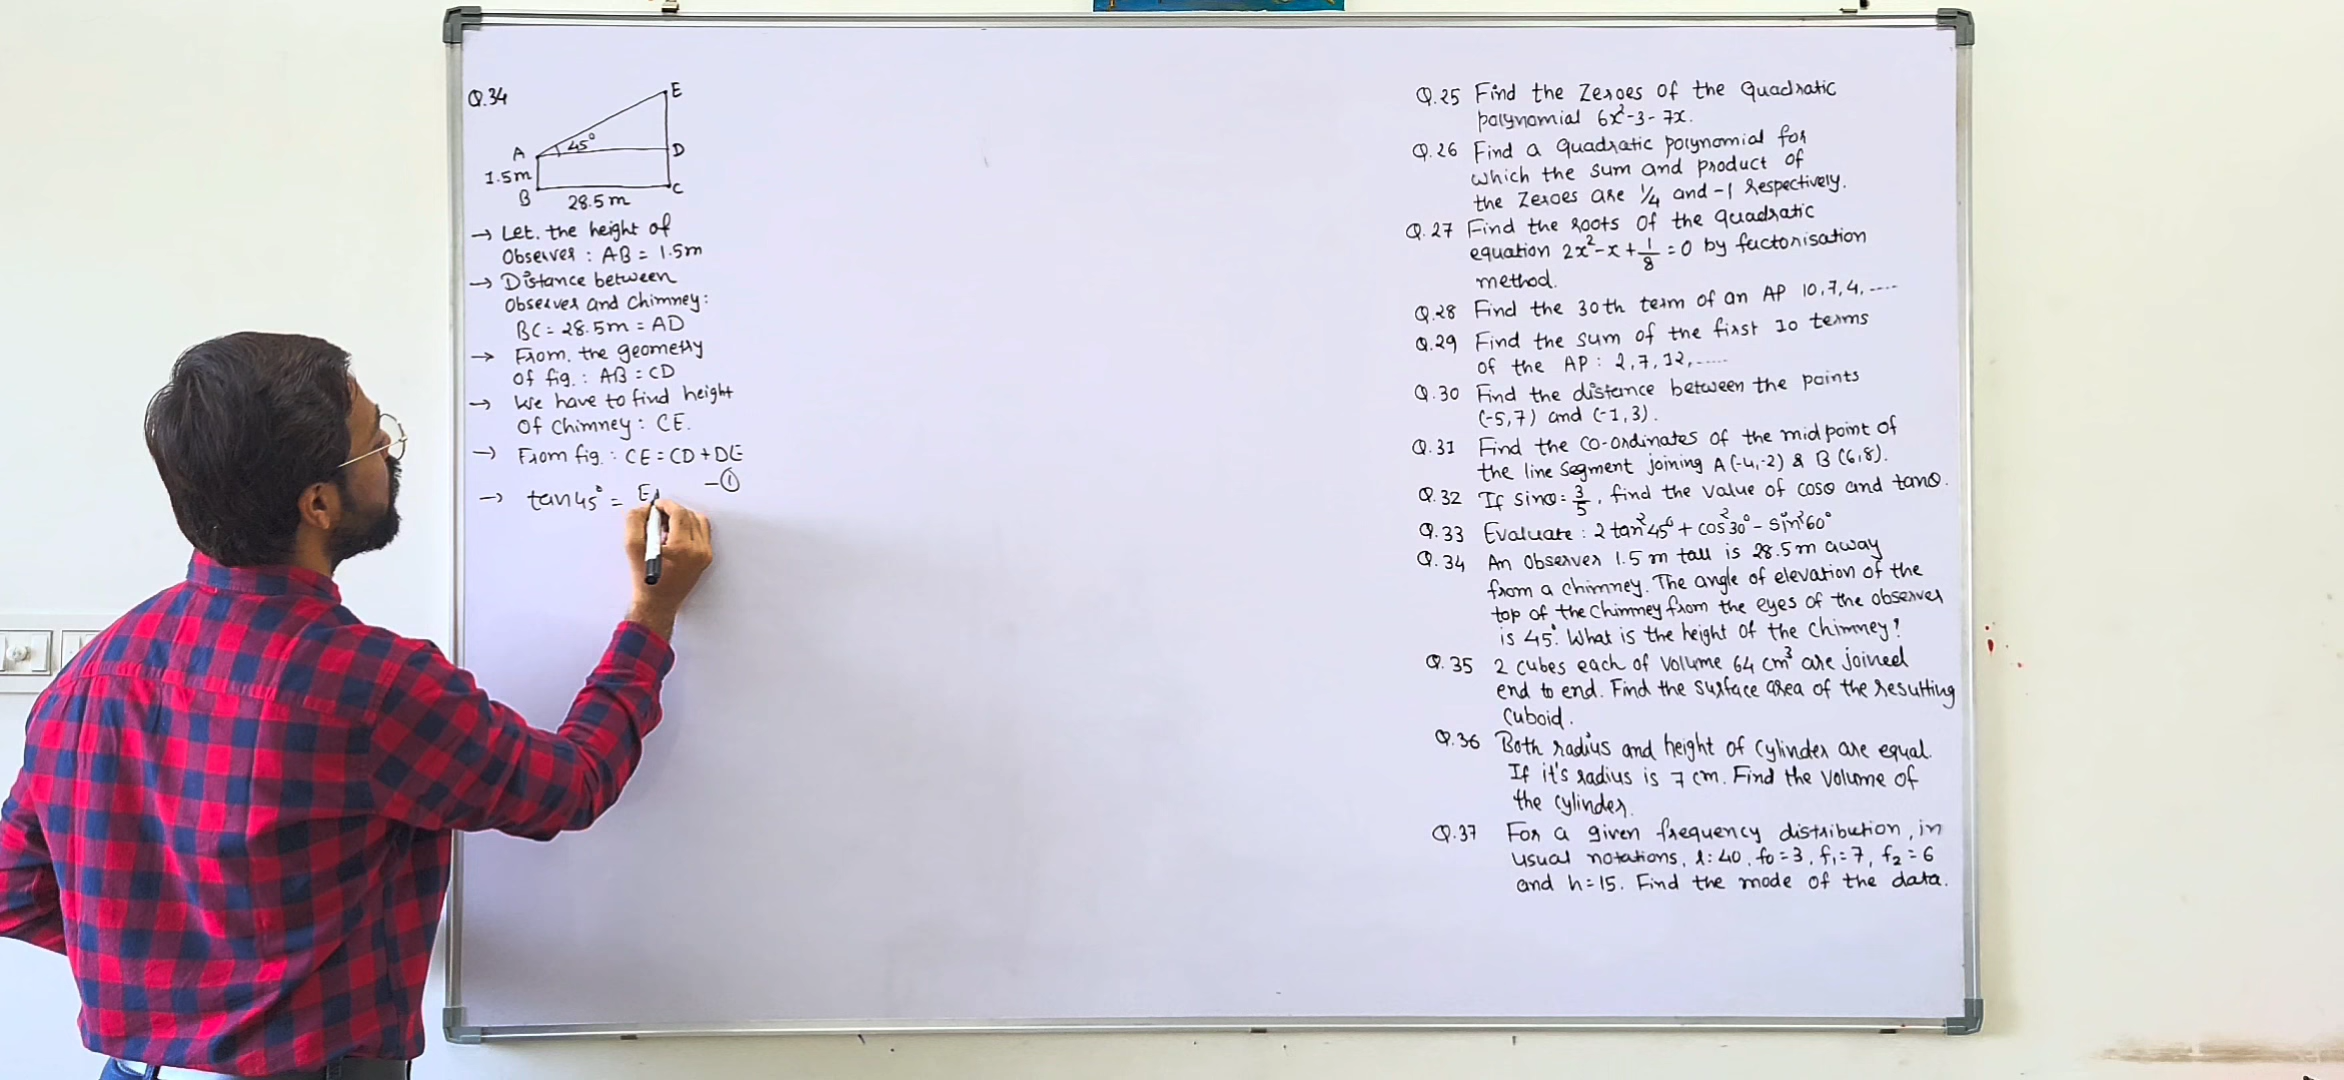 Q.34
E
A 45° D
1.5m
B C
28.5m
→ Let. the height of
Observer : AB = 1.5m
→ Distance between
Observer and Chimney:
BC = 28.5m = AD
→ From. the geometry
of fig. : AB = CD
→ We have to find height
Of Chimney : CE.
→ From fig. : CE = CD + DE
-①
→ tan45° =
Q.25 Find the Zeroes of the Quadratic
polynomial 6x²-3-7x.
Q.26 Find a Quadratic polynomial for
which the sum and product of
the Zeroes are 1/4 and -1 respectively.
Q.27 Find the roots of the quadratic
equation 2x²-x+1/8=0 by factorisation
method.
Q.28 Find the 30th term of an AP 10,7,4,----
Q.29 Find the sum of the first 10 terms
of the AP : 2,7,12,.....
Q.30 Find the distance between the points
(-5,7) and (-1,3).
Q.31 Find the Co-ordinates of the midpoint of
the line Segment joining A(-4,-2) & B(6,8).
Q.32 If sinθ=3/5, find the value of cosθ and tanθ.
Q.33 Evaluate : 2 tan²45° + cos²30° - sin²60°
Q.34 An Observer 1.5 m tall is 28.5 m away
from a chimney. The angle of elevation of the
top of the Chimney from the eyes of the observer
is 45°. What is the height of the Chimney?
Q.35 2 cubes each of volume 64 cm³ are joined
end to end. Find the surface area of the resulting
Cuboid.
Q.36 Both radius and height of Cylinder are equal.
If it's radius is 7 cm. Find the Volume of
the cylinder.
Q.37 For a given frequency distribution, in
usual notations, l:40, f0=3, f1=7, f2=6
and h=15. Find the mode of the data.